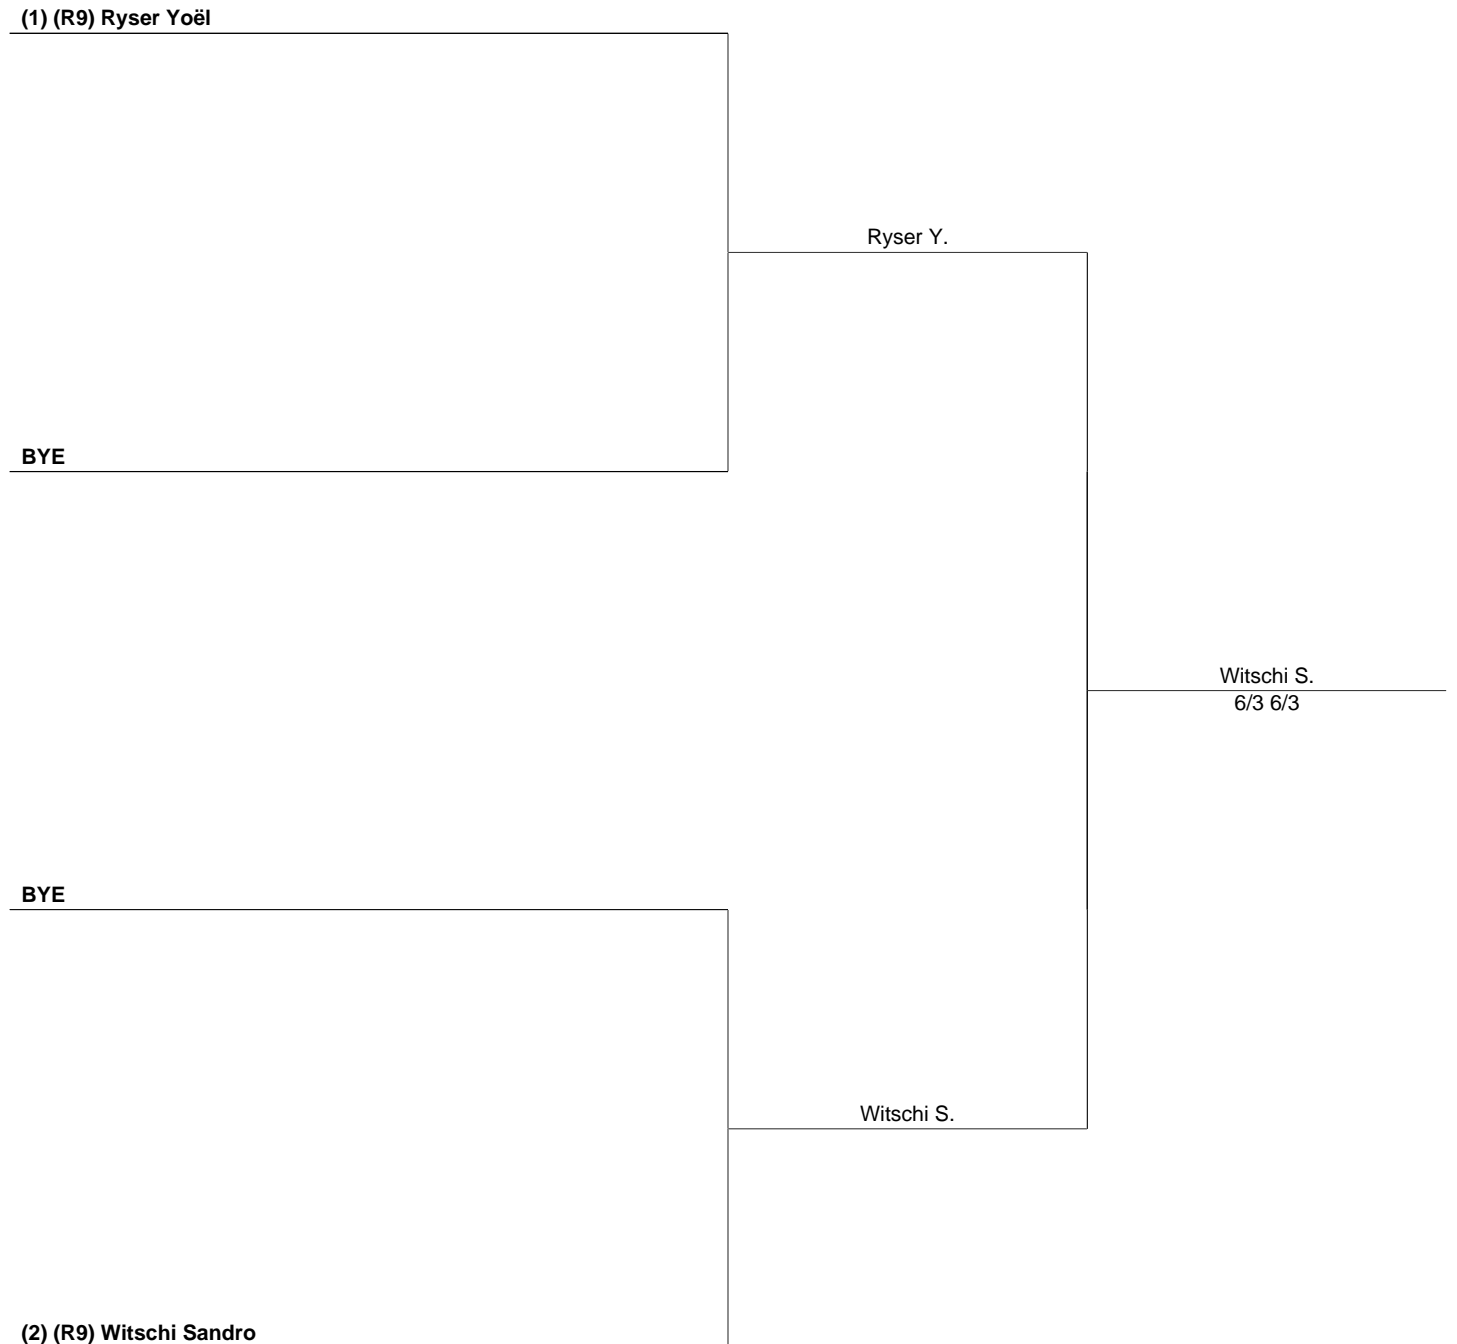 (1) (R9) Ryser Yoël
Ryser Y.
BYE
Witschi S.
6/3 6/3
BYE
Witschi S.
(2) (R9) Witschi Sandro